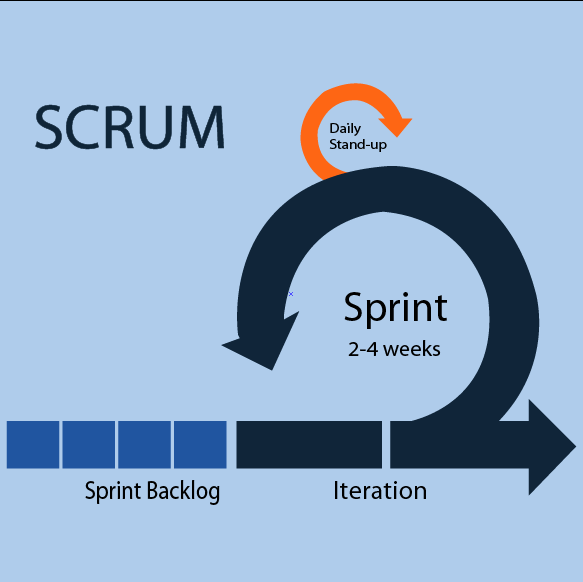 SCRUM
Daily
Stand-up
Sprint
2-4 weeks
Sprint Backlog
Iteration